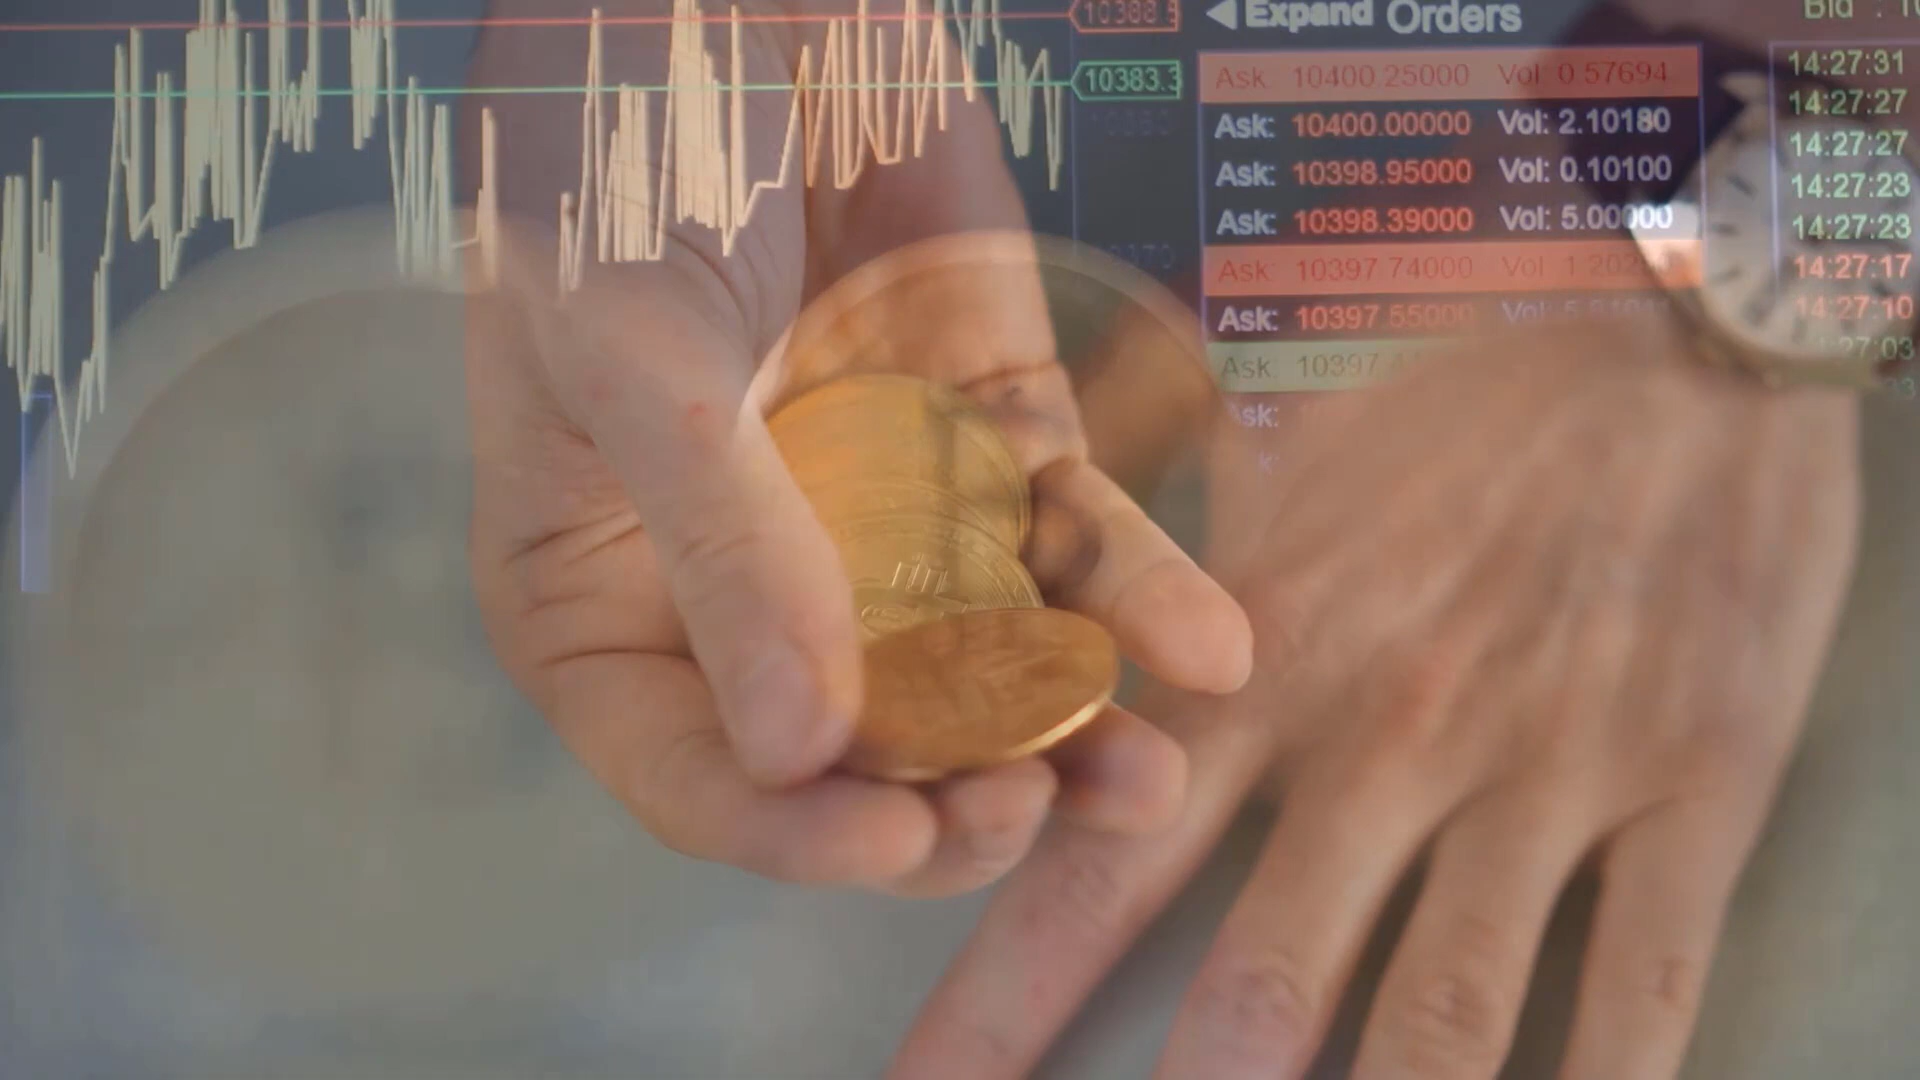 10388.5
Expand Orders
Bid :
10383.3
Ask: 10400.25000 Vol: 0.57694
Ask: 10400.00000 Vol: 2.10180
Ask: 10398.95000 Vol: 0.10100
Ask: 10398.39000 Vol: 5.00000
Ask: 10397.74000 Vol:
Ask: 10397.55000 Vol:
Ask:
Ask:
14:27:31
14:27:27
14:27:27
14:27:23
14:27:23
14:27:17
14:27:10